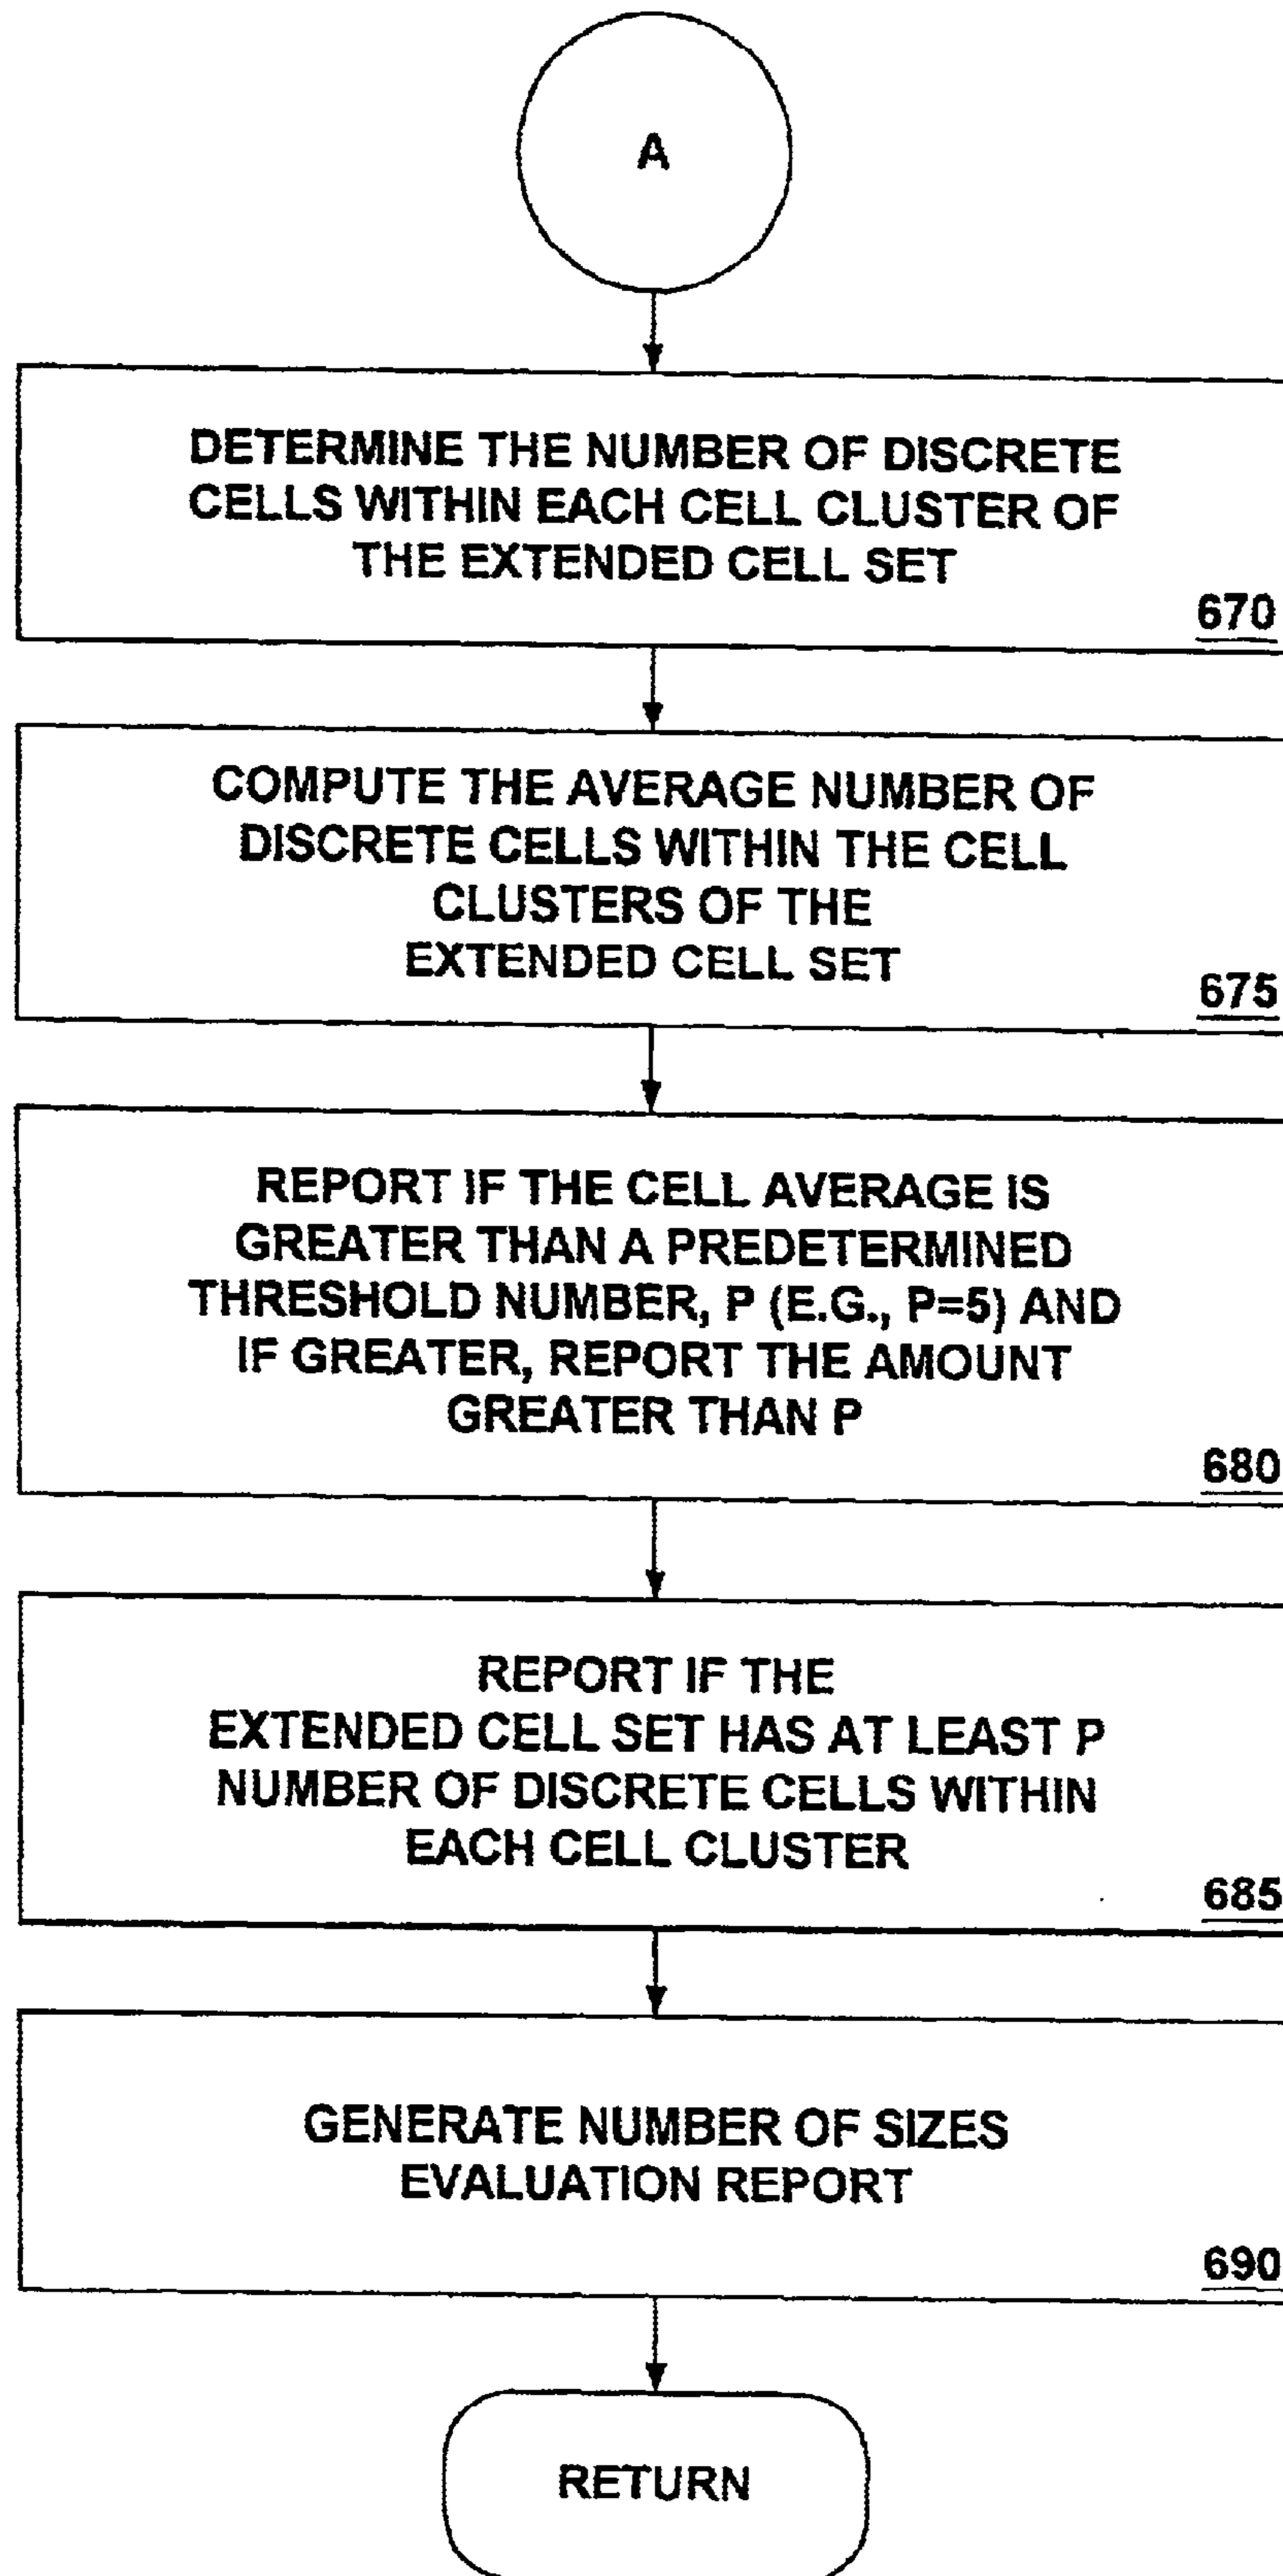 A
DETERMINE THE NUMBER OF DISCRETE
CELLS WITHIN EACH CELL CLUSTER OF
THE EXTENDED CELL SET
670
COMPUTE THE AVERAGE NUMBER OF
DISCRETE CELLS WITHIN THE CELL
CLUSTERS OF THE
EXTENDED CELL SET
675
REPORT IF THE CELL AVERAGE IS
GREATER THAN A PREDETERMINED
THRESHOLD NUMBER, P (E.G., P=5) AND
IF GREATER, REPORT THE AMOUNT
GREATER THAN P
680
REPORT IF THE
EXTENDED CELL SET HAS AT LEAST P
NUMBER OF DISCRETE CELLS WITHIN
EACH CELL CLUSTER
685
GENERATE NUMBER OF SIZES
EVALUATION REPORT
690
RETURN